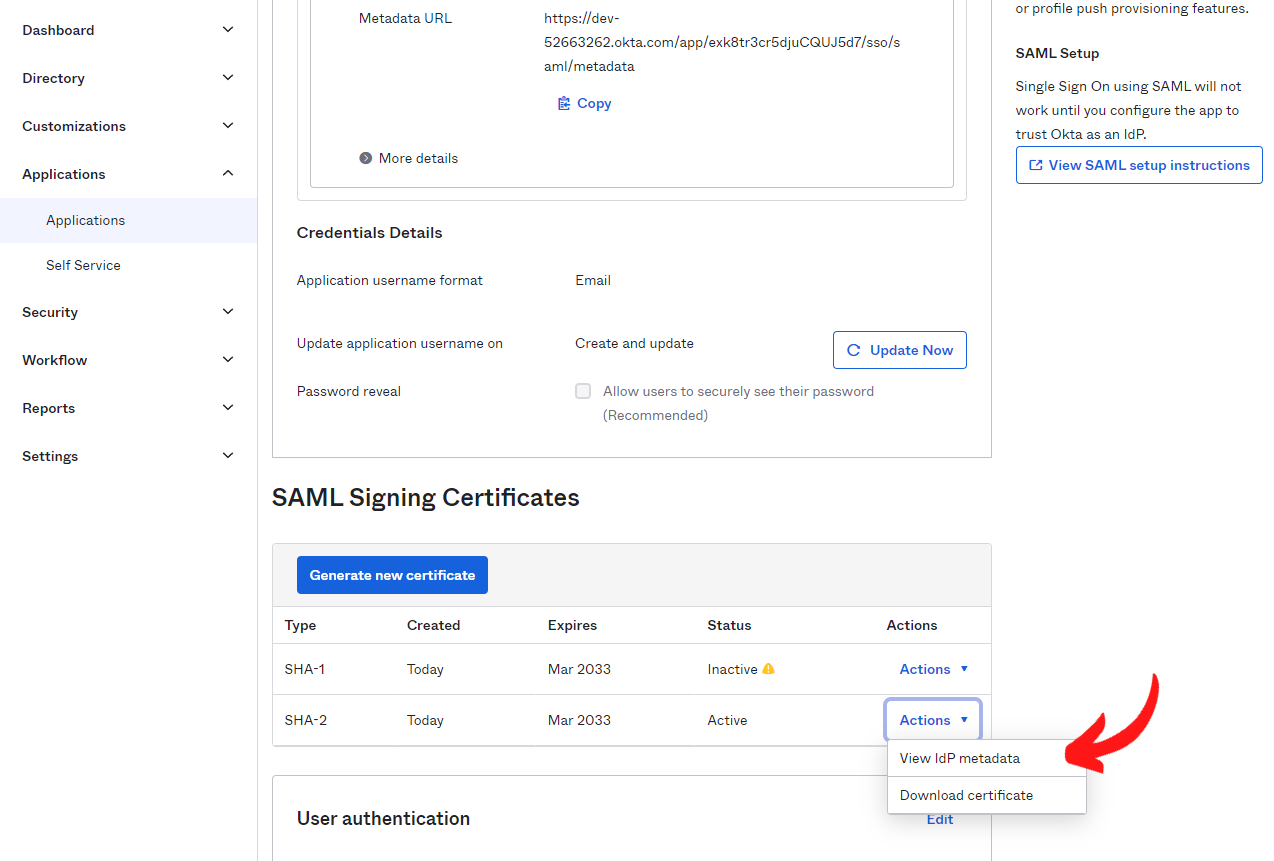 Dashboard
Directory
Customizations
Applications
Applications
Self Service
Security
Workflow
Reports
Settings
Metadata URL
https://dev-
52663262.okta.com/app/exk8tr3cr5djuCQUJ5d7/sso/s
aml/metadata
Copy
More details
Credentials Details
Application username format Email
Update application username on Create and update Update Now
Password reveal Allow users to securely see their password
(Recommended)
SAML Signing Certificates
Generate new certificate
Type Created Expires Status Actions
SHA-1 Today Mar 2033 Inactive Actions
SHA-2 Today Mar 2033 Active Actions
View IdP metadata
Download certificate
User authentication Edit
or profile push provisioning features.
SAML Setup
Single Sign On using SAML will not
work until you configure the app to
trust Okta as an IdP.
View SAML setup instructions